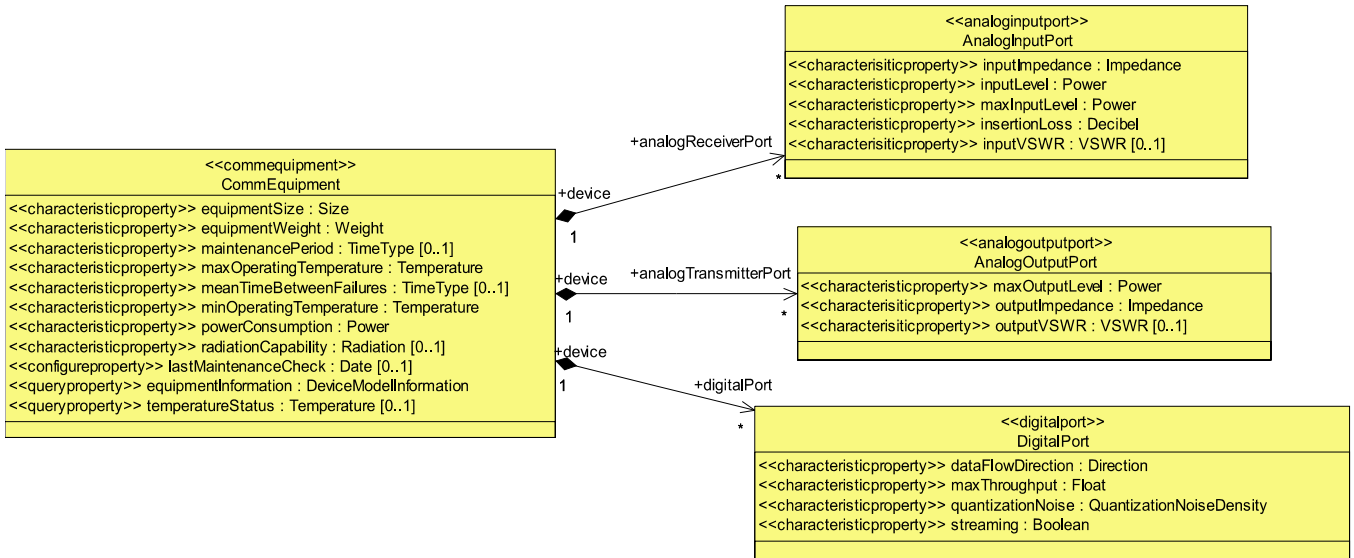 <<analoginputport>>
AnalogInputPort
<<characterisiticproperty>> inputImpedance : Impedance
<<characterisiticproperty>> inputLevel : Power
<<characterisiticproperty>> maxInputLevel : Power
<<characterisiticproperty>> insertionLoss : Decibel
<<characterisiticproperty>> inputVSWR : VSWR [0..1]
+analogReceiverPort
*
<<commequipment>>
CommEquipment
<<characteristicproperty>> equipmentSize : Size
<<characteristicproperty>> equipmentWeight : Weight
<<characteristicproperty>> maintenancePeriod : TimeType [0..1]
<<characteristicproperty>> maxOperatingTemperature : Temperature
<<characteristicproperty>> meanTimeBetweenFailures : TimeType [0..1]
<<characteristicproperty>> minOperatingTemperature : Temperature
<<characteristicproperty>> powerConsumption : Power
<<characteristicproperty>> radiationCapability : Radiation [0..1]
<<configureproperty>> lastMaintenanceCheck : Date [0..1]
<<queryproperty>> equipmentInformation : DeviceModelInformation
<<queryproperty>> temperatureStatus : Temperature [0..1]
+device
1
+device
1
+analogTransmitterPort
*
<<analogoutputport>>
AnalogOutputPort
<<characteristicproperty>> maxOutputLevel : Power
<<characterisiticproperty>> outputImpedance : Impedance
<<characterisiticproperty>> outputVSWR : VSWR [0..1]
+device
1
+digitalPort
*
<<digitalport>>
DigitalPort
<<characteristicproperty>> dataFlowDirection : Direction
<<characteristicproperty>> maxThroughput : Float
<<characteristicproperty>> quantizationNoise : QuantizationNoiseDensity
<<characteristicproperty>> streaming : Boolean